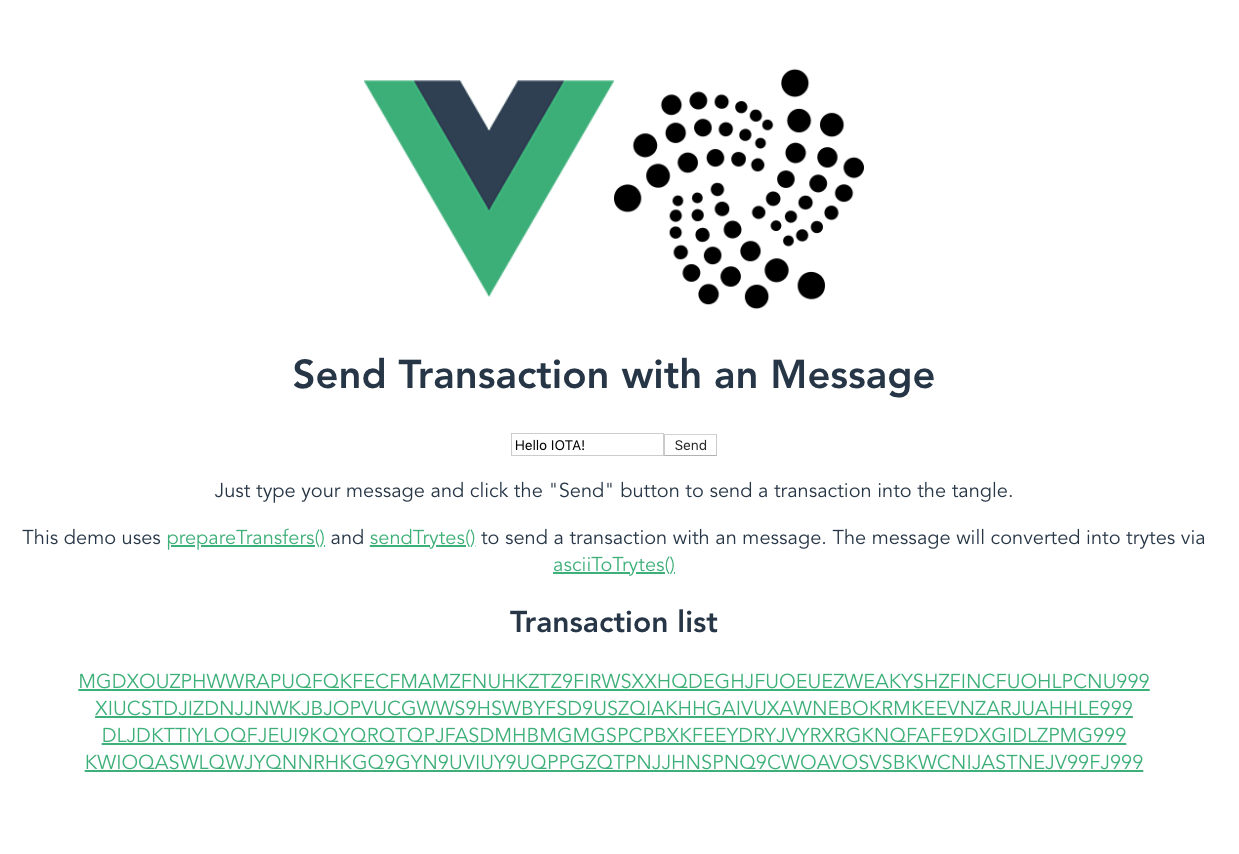 Send Transaction with an Message
Hello IOTA! Send
Just type your message and click the "Send" button to send a transaction into the tangle.
This demo uses prepareTransfers() and sendTrytes() to send a transaction with an message. The message will converted into trytes via
asciiToTrytes()
Transaction list
MGDXOUZPHWWRAPUQFQKFECFMAMZFNUHKZTZ9FIRWSXXHQDEGHJFUOEUEZWEAKYSHZFINCFUOHLPCNU999
XIUCSTDJIZDNJJNWKJBJOPVUCGWWS9HSWBYFSD9USZQIAKHHGAIVUXAWNEBOKRMKEEVNZARJUAHHLE999
DLJDKTTIYLOQFJEUI9KQYQRQTQPJFASDMHBMGMGSPCPBXKFEEYDRYJVYRXRGKNQFAFE9DXGIDLZPMG999
KWIOQASWLQWJYQNNRHKGQ9GYN9UVIUY9UQPPGZQTPNJJHNSPNQ9CWOAVOSVSBKWCNIJASTNEJV99FJ999